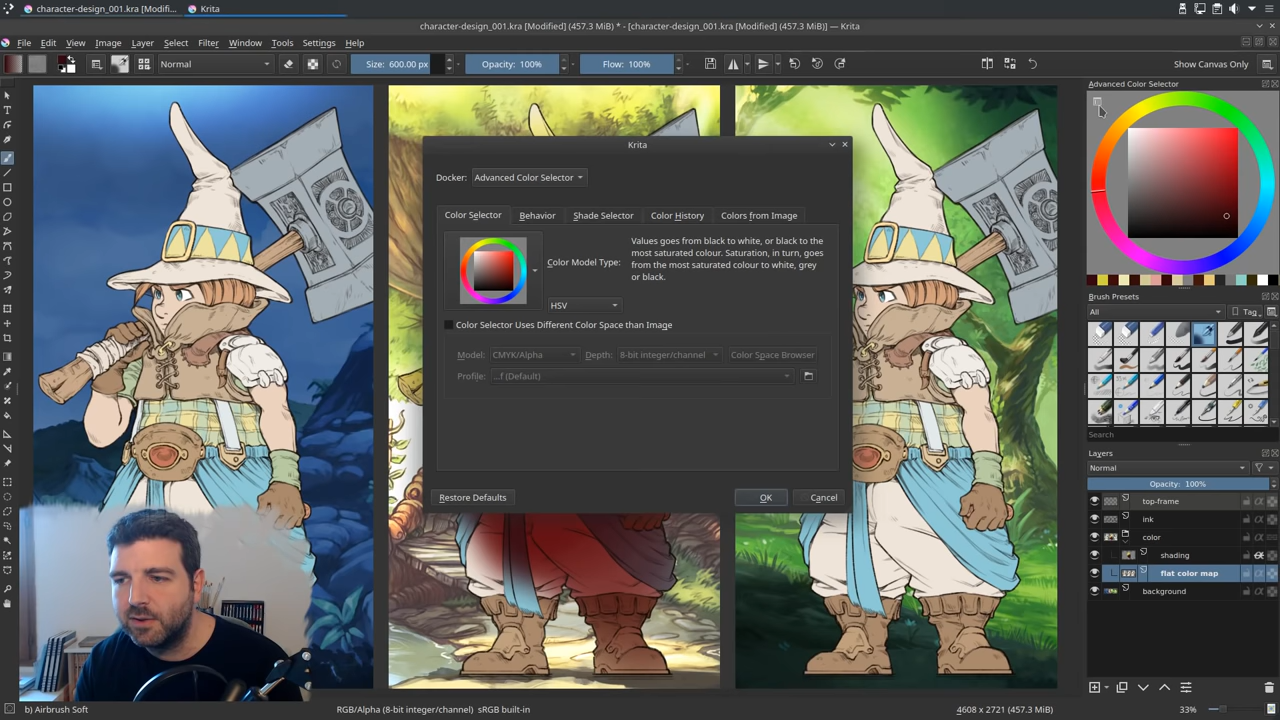 character-design_001.kra [Modifi...
Krita
character-design_001.kra [Modified] (457.3 MiB) * - [character-design_001.kra [Modified] (457.3 MiB)] — Krita
File Edit View Image Layer Select Filter Window Tools Settings Help
Normal Size: 600.00 px Opacity: 100% Flow: 100% Show Canvas Only
Advanced Color Selector
Krita
Docker: Advanced Color Selector
Color Selector Behavior Shade Selector Color History Colors from Image
Color Model Type:
HSV
Values goes from black to white, or black to the
most saturated colour. Saturation, in turn, goes
from the most saturated colour to white, grey
or black.
Color Selector Uses Different Color Space than Image
Model: CMYK/Alpha Depth: 8-bit integer/channel Color Space Browser
Profile: ...f (Default)
Restore Defaults OK Cancel
Brush Presets
All Tag
Search
Layers
Normal
Opacity: 100%
top-frame
ink
color
shading
flat color map
background
b) Airbrush Soft RGB/Alpha (8-bit integer/channel) sRGB built-in 4608 x 2721 (457.3 MiB) 33%